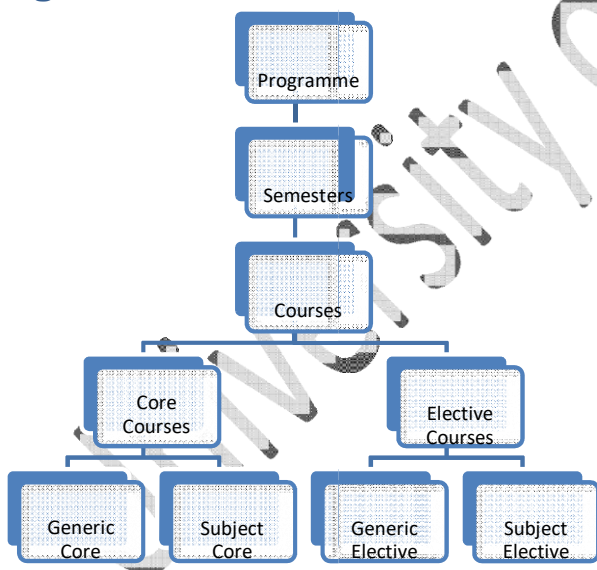 Programme
Semesters
Courses
Core
Courses
Elective
Courses
Generic
Core
Subject
Core
Generic
Elective
Subject
Elective